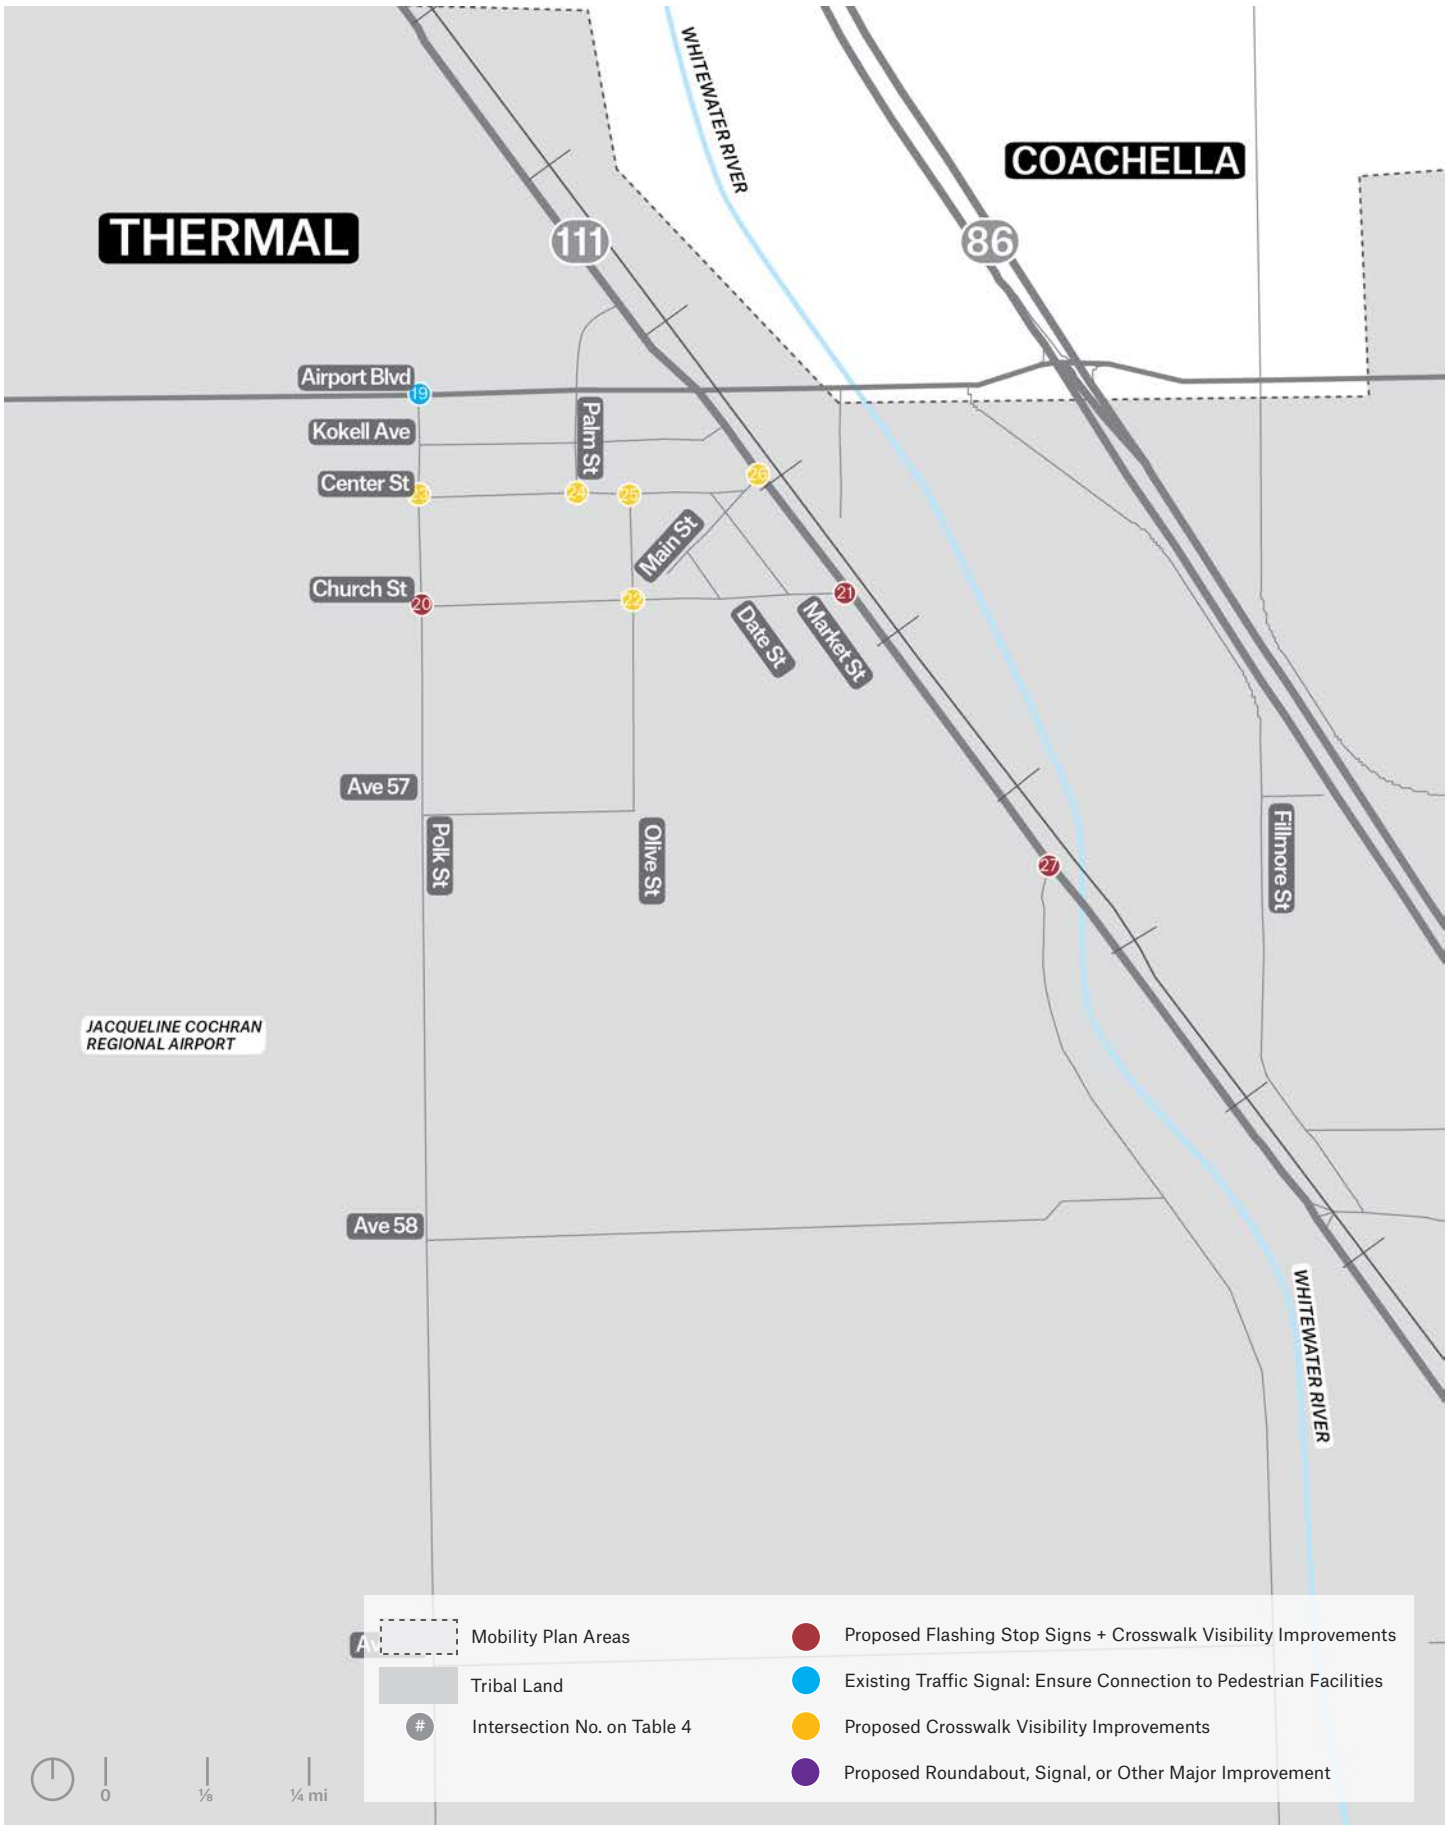 WHITEWATER RIVER
COACHELLA
THERMAL
111
86
Airport Blvd
19
Kokell Ave
Palm St
Center St
23
24
25
26
Main St
Church St
20
22
21
Date St
Market St
Ave 57
Polk St
Olive St
27
Fillmore St
JACQUELINE COCHRAN
REGIONAL AIRPORT
Ave 58
WHITEWATER RIVER
Mobility Plan Areas
Tribal Land
# Intersection No. on Table 4
Proposed Flashing Stop Signs + Crosswalk Visibility Improvements
Existing Traffic Signal: Ensure Connection to Pedestrian Facilities
Proposed Crosswalk Visibility Improvements
Proposed Roundabout, Signal, or Other Major Improvement
0 ⅛ ¼ mi